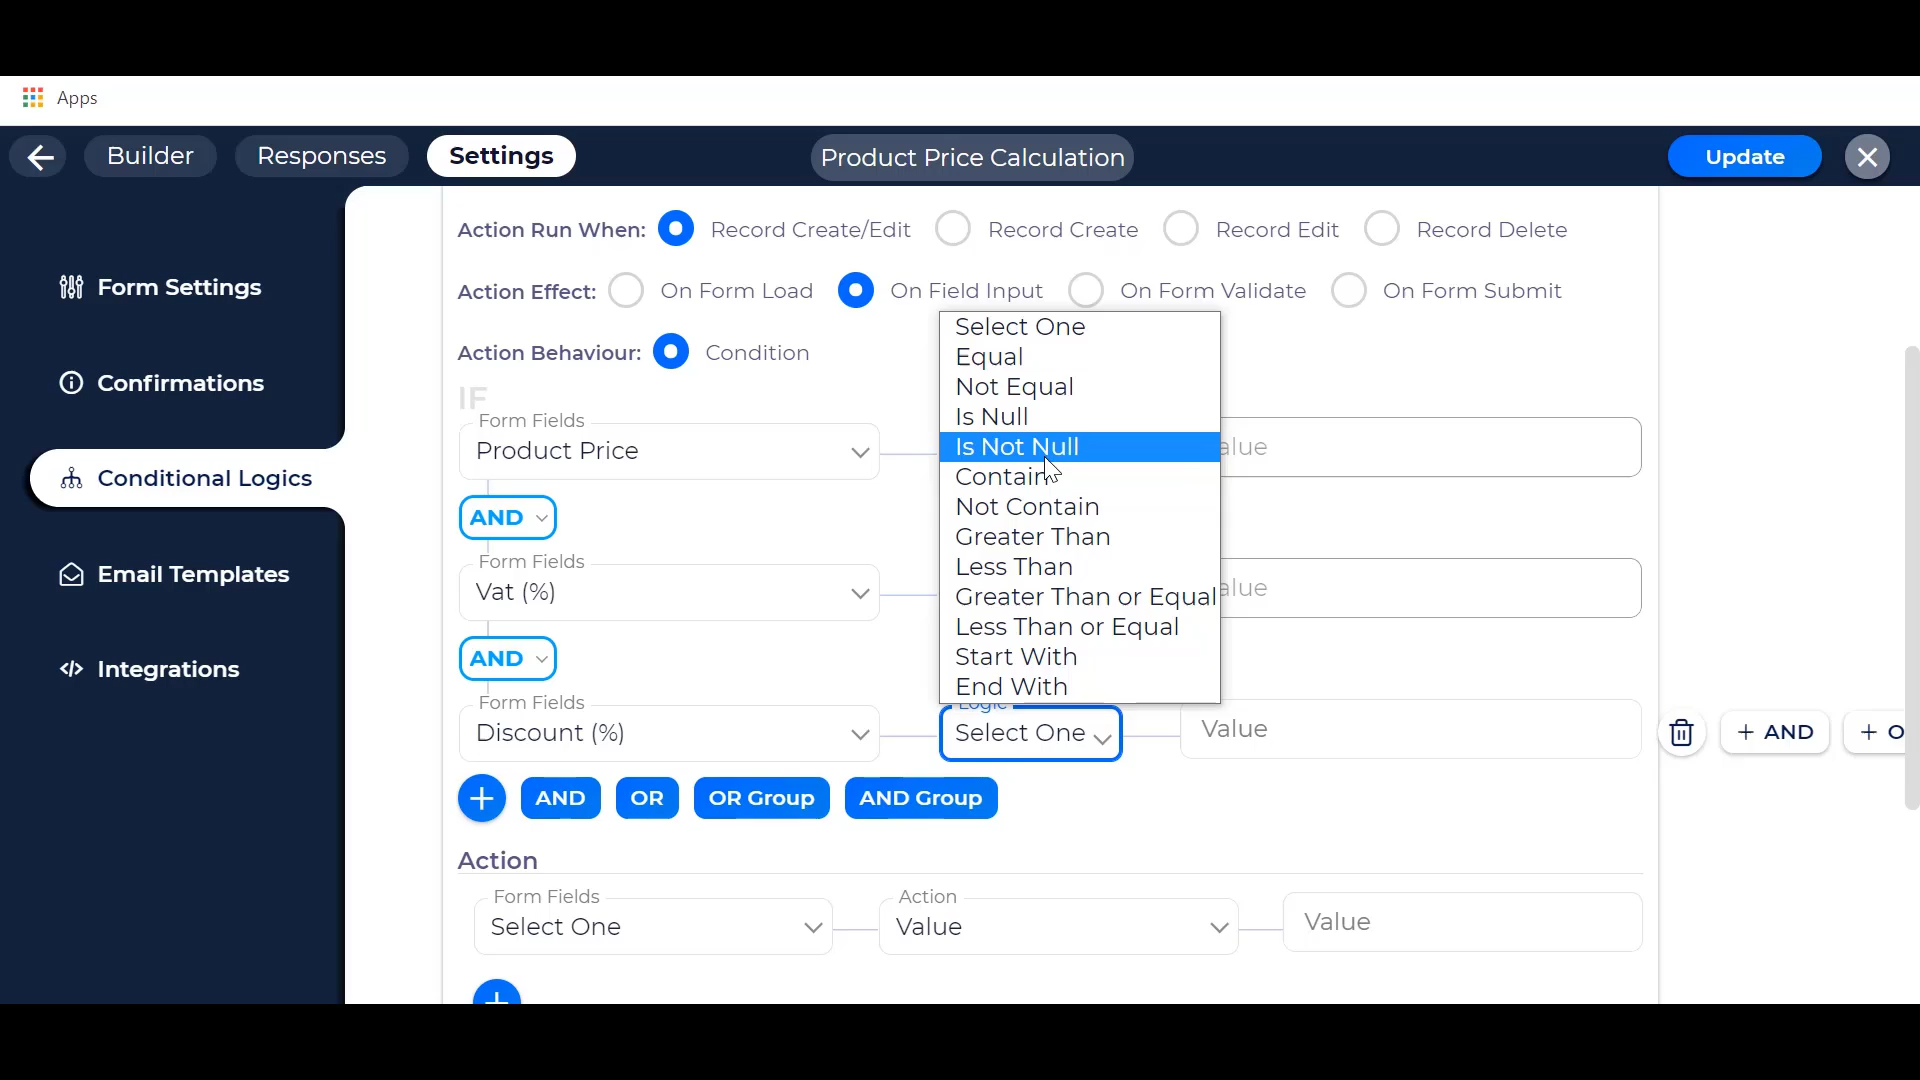 Apps
Builder Responses Settings Product Price Calculation Update
Action Run When: Record Create/Edit Record Create Record Edit Record Delete
Form Settings
Action Effect: On Form Load On Field Input On Form Validate On Form Submit
Select One
Action Behaviour: Condition
Equal
Confirmations
Not Equal
IF
Is Null
Form Fields
Product Price
Is Not Null
Contain
Conditional Logics
Not Contain
AND
Greater Than
Form Fields
Less Than
Email Templates
Vat (%)
Greater Than or Equal
Less Than or Equal
AND
Start With
Integrations
End With
Form Fields Logic
Discount (%) Select One Value + AND
AND OR OR Group AND Group
Action
Form Fields Action
Select One Value Value